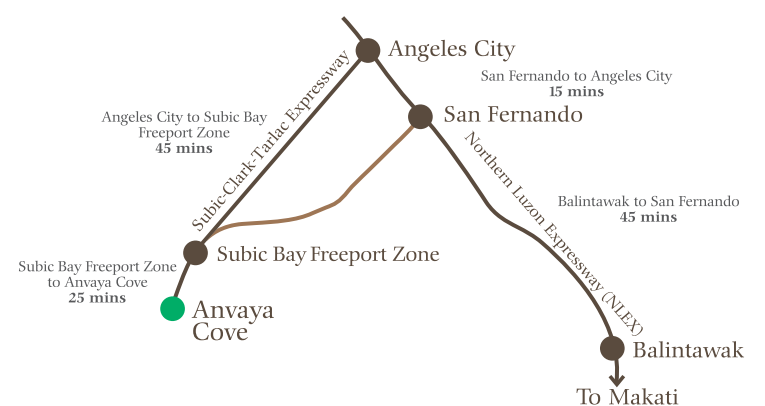 Angeles City
San Fernando to Angeles City
15 mins
San Fernando
Angeles City to Subic Bay
Freeport Zone
45 mins
Subic-Clark-Tarlac Expressway
Northern Luzon Expressway (NLEX)
Balintawak to San Fernando
45 mins
Subic Bay Freeport Zone
Subic Bay Freeport Zone
to Anvaya Cove
25 mins
Anvaya
Cove
Balintawak
To Makati